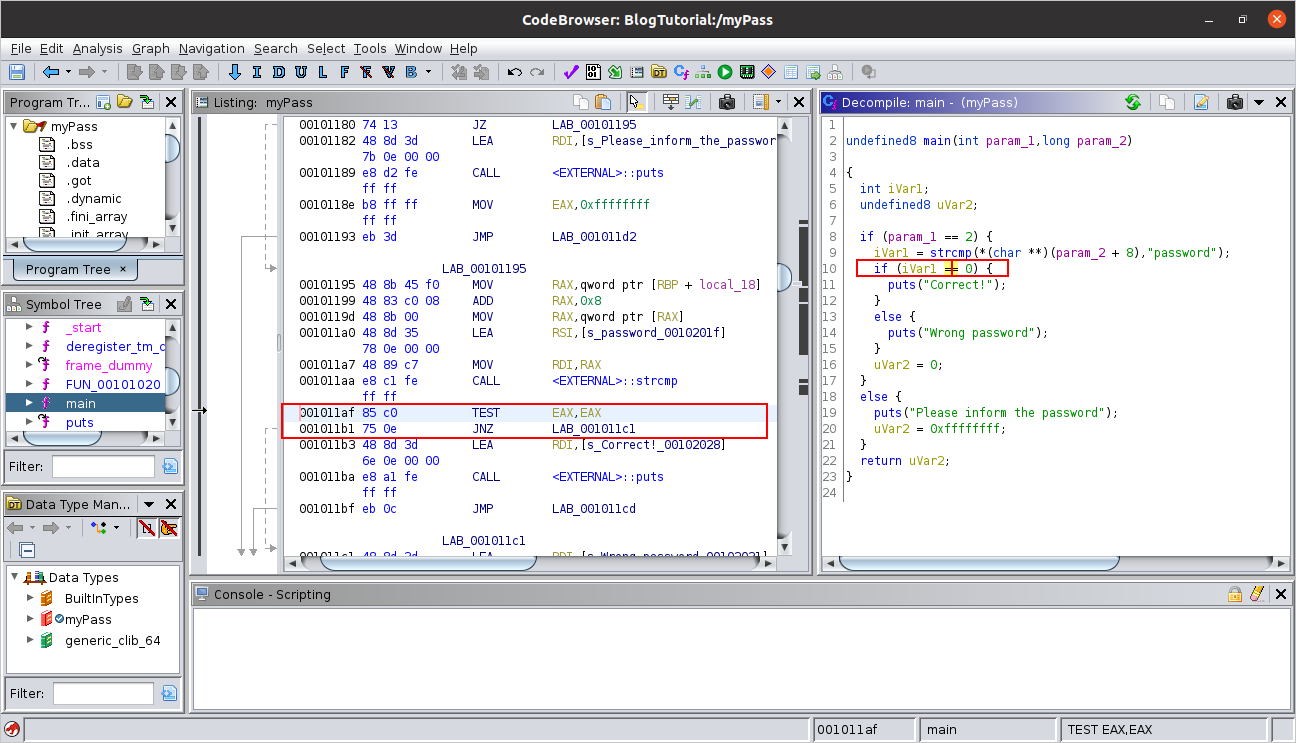 CodeBrowser: BlogTutorial:/myPass
File Edit Analysis Graph Navigation Search Select Tools Window Help
I D U L F F V B
Program Tr...
myPass
.bss
.data
.got
.dynamic
.fini_array
.init_array
Program Tree ×
Symbol Tree
_start
deregister_tm_c
frame_dummy
FUN_00101020
main
puts
Filter:
Data Type Man...
Data Types
BuiltInTypes
myPass
generic_clib_64
Filter:
Listing: myPass
00101180 74 13 JZ LAB_00101195
00101182 48 8d 3d LEA RDI,[s_Please_inform_the_passwor
7b 0e 00 00
00101189 e8 d2 fe CALL <EXTERNAL>::puts
ff ff
0010118e b8 ff ff MOV EAX,0xffffffff
ff ff
00101193 eb 3d JMP LAB_001011d2
LAB_00101195
00101195 48 8b 45 f0 MOV RAX,qword ptr [RBP + local_18]
00101199 48 83 c0 08 ADD RAX,0x8
0010119d 48 8b 00 MOV RAX,qword ptr [RAX]
001011a0 48 8d 35 LEA RSI,[s_password_0010201f]
78 0e 00 00
001011a7 48 89 c7 MOV RDI,RAX
001011aa e8 c1 fe CALL <EXTERNAL>::strcmp
ff ff
001011af 85 c0 TEST EAX,EAX
001011b1 75 0e JNZ LAB_001011c1
001011b3 48 8d 3d LEA RDI,[s_Correct!_00102028]
6e 0e 00 00
001011ba e8 a1 fe CALL <EXTERNAL>::puts
ff ff
001011bf eb 0c JMP LAB_001011cd
LAB_001011c1
001011c1 48 8d 3d LEA RDI,[s_Wrong_password_00102031]
Decompile: main - (myPass)
1
2 undefined8 main(int param_1,long param_2)
3
4 {
5 int iVar1;
6 undefined8 uVar2;
7
8 if (param_1 == 2) {
9 iVar1 = strcmp(*(char **)(param_2 + 8),"password");
10 if (iVar1 == 0) {
11 puts("Correct!");
12 }
13 else {
14 puts("Wrong password");
15 }
16 uVar2 = 0;
17 }
18 else {
19 puts("Please inform the password");
20 uVar2 = 0xffffffff;
21 }
22 return uVar2;
23 }
24
Console - Scripting
001011af
main
TEST EAX,EAX